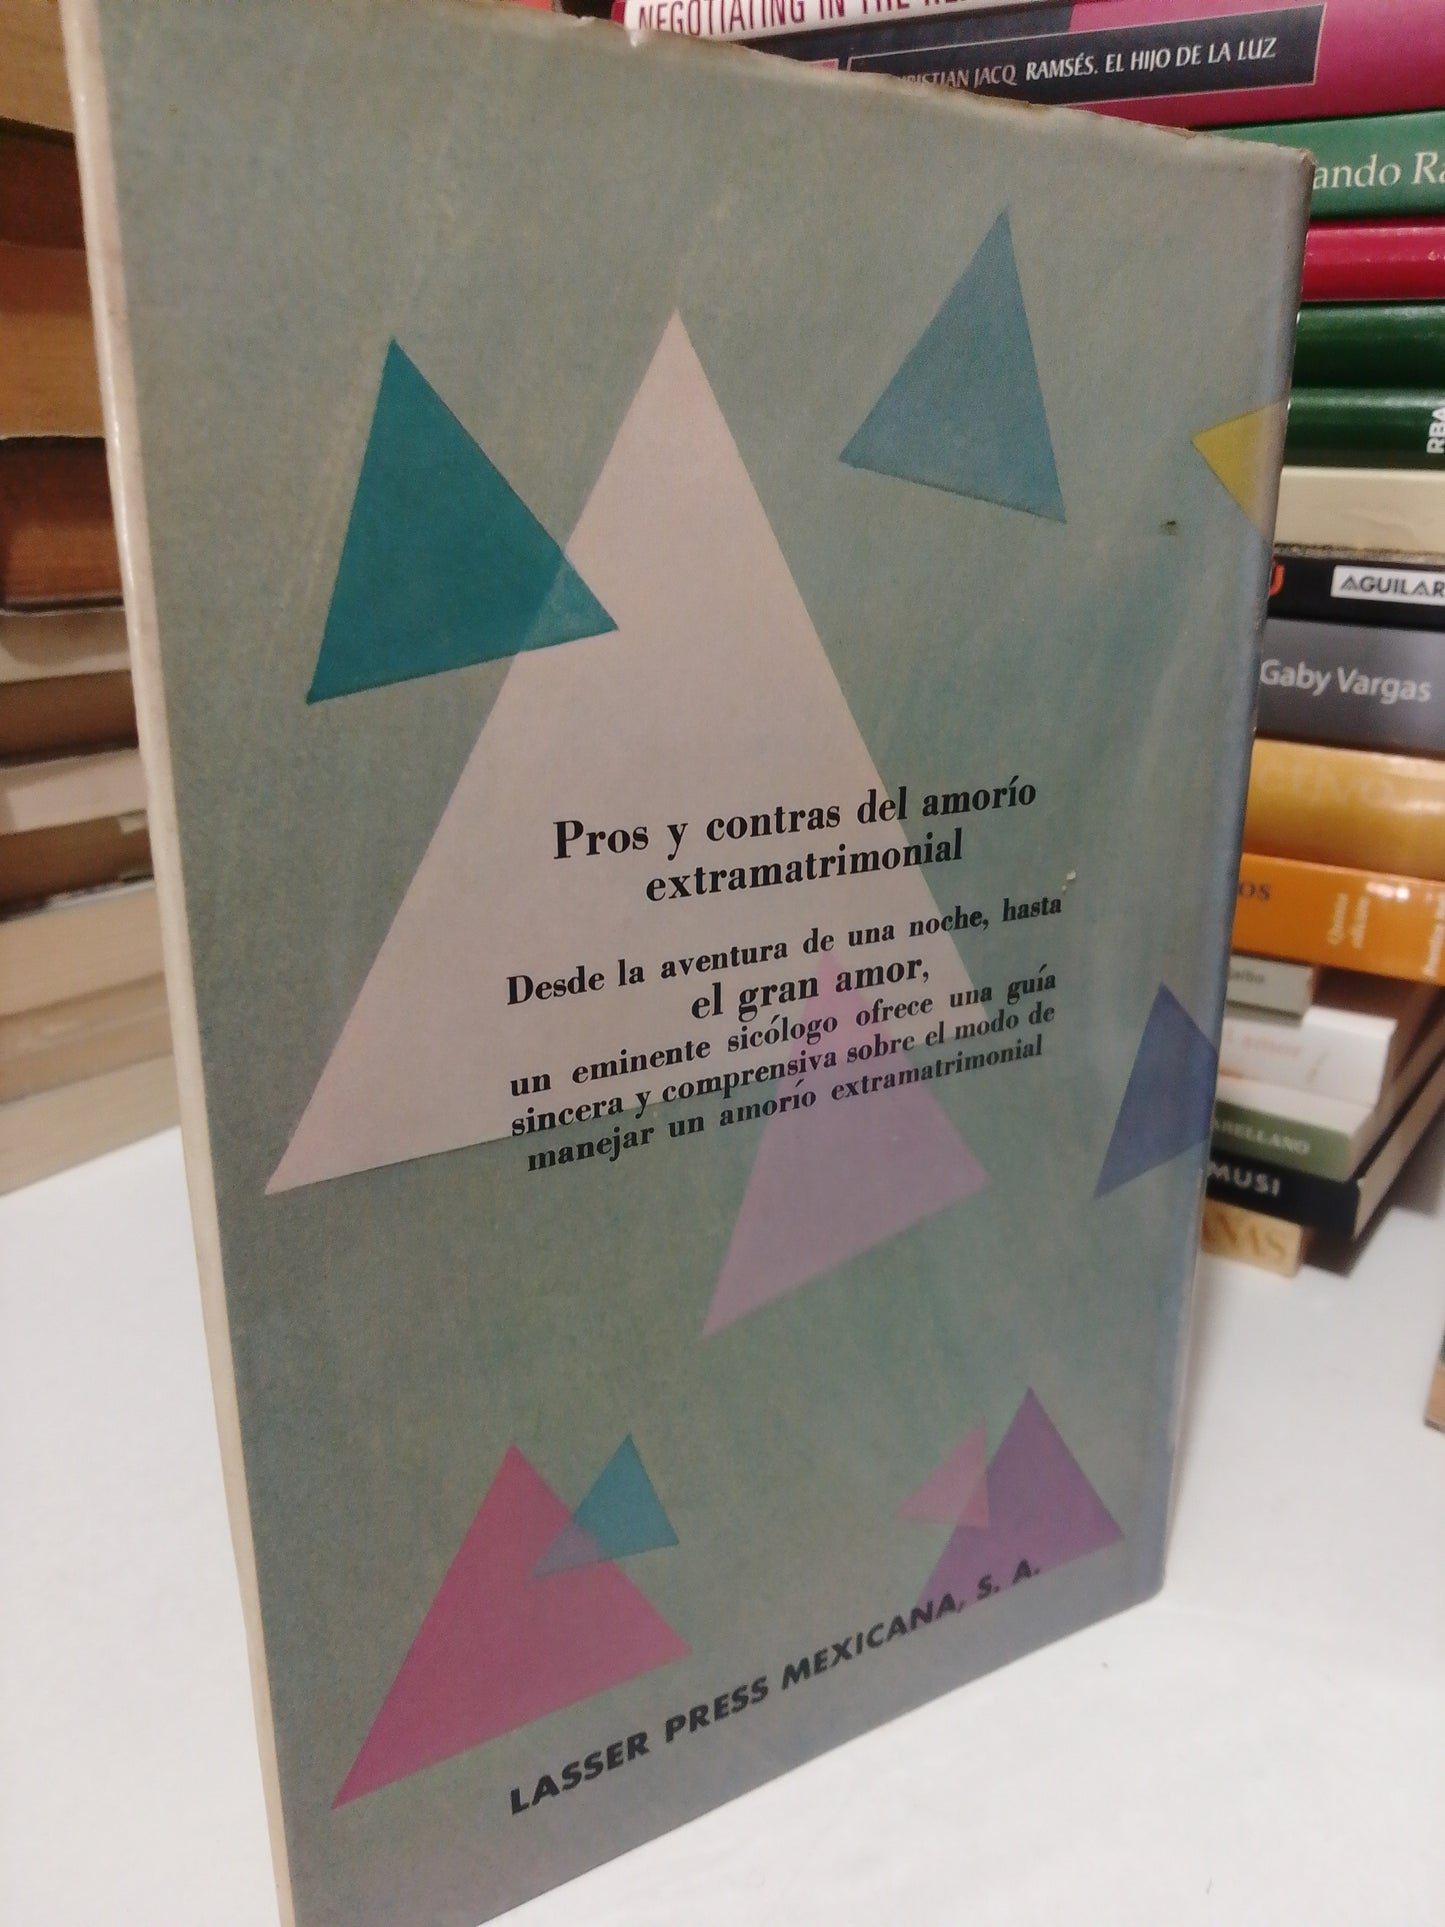 NEGOTIATING IN THE
CHRISTIAN JACQ RAMSÉS. EL HIJO DE LA LUZ
ando Ra
RBA
AGUILAR
Gaby Vargas
OS
ARELLANO
MUSI
Pros y contras del amorío
extramatrimonial
Desde la aventura de una noche, hasta
el gran amor,
un eminente sicólogo ofrece una guía
sincera y comprensiva sobre el modo de
manejar un amorío extramatrimonial
LASSER PRESS MEXICANA, S. A.